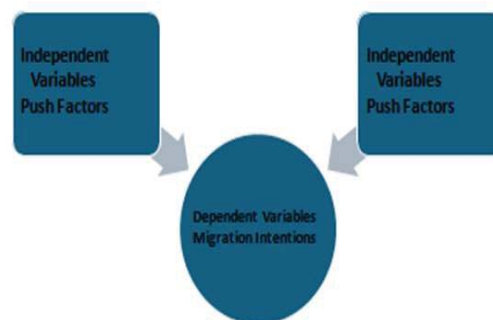 Independent
Variables
Push Factors
Independent
Variables
Push Factors
Dependent Variables
Migration Intentions